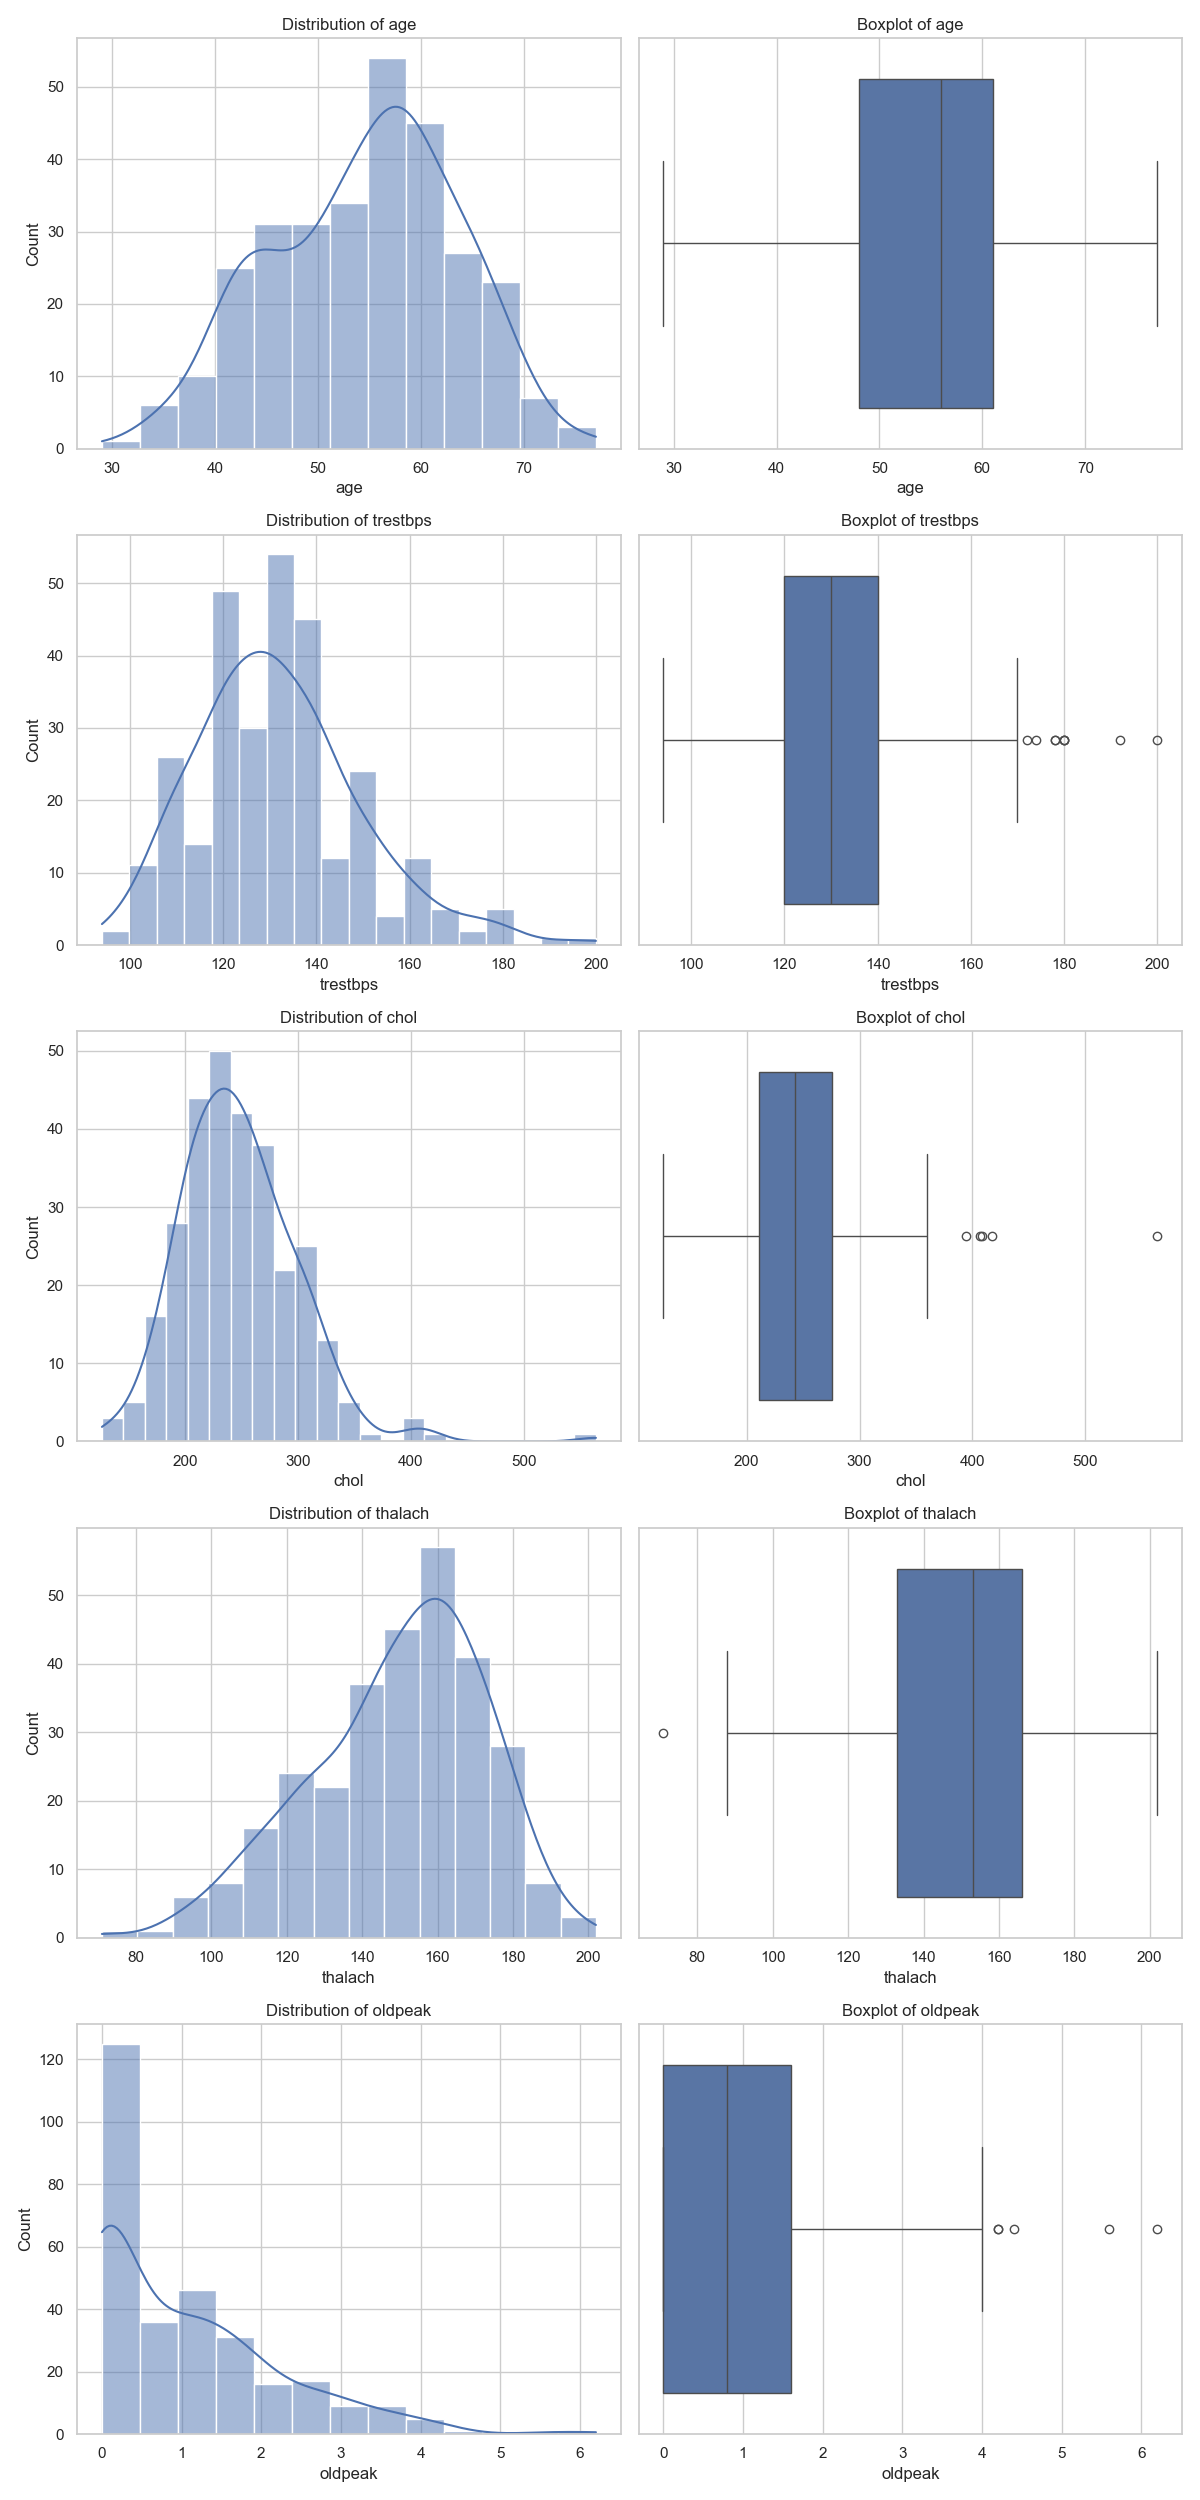 Distribution of age
Boxplot of age
50
40
30
20
10
0
Count
30 40 50 60 70
age
30 40 50 60 70
age
Distribution of trestbps
Boxplot of trestbps
50
40
30
20
10
0
Count
100 120 140 160 180 200
trestbps
100 120 140 160 180 200
trestbps
Distribution of chol
Boxplot of chol
50
40
30
20
10
0
Count
200 300 400 500
chol
200 300 400 500
chol
Distribution of thalach
Boxplot of thalach
50
40
30
20
10
0
Count
80 100 120 140 160 180 200
thalach
80 100 120 140 160 180 200
thalach
Distribution of oldpeak
Boxplot of oldpeak
120
100
80
60
40
20
0
Count
0 1 2 3 4 5 6
oldpeak
0 1 2 3 4 5 6
oldpeak